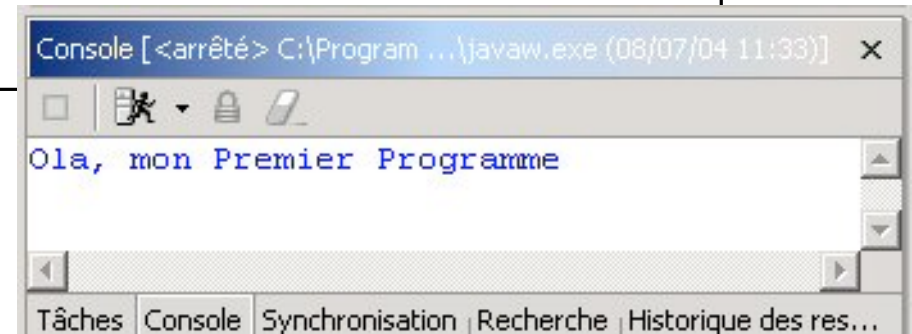 Console [<arrêté> C:\Program ...\javaw.exe (08/07/04 11:33)]
Ola, mon Premier Programme
Tâches Console Synchronisation Recherche Historique des res...